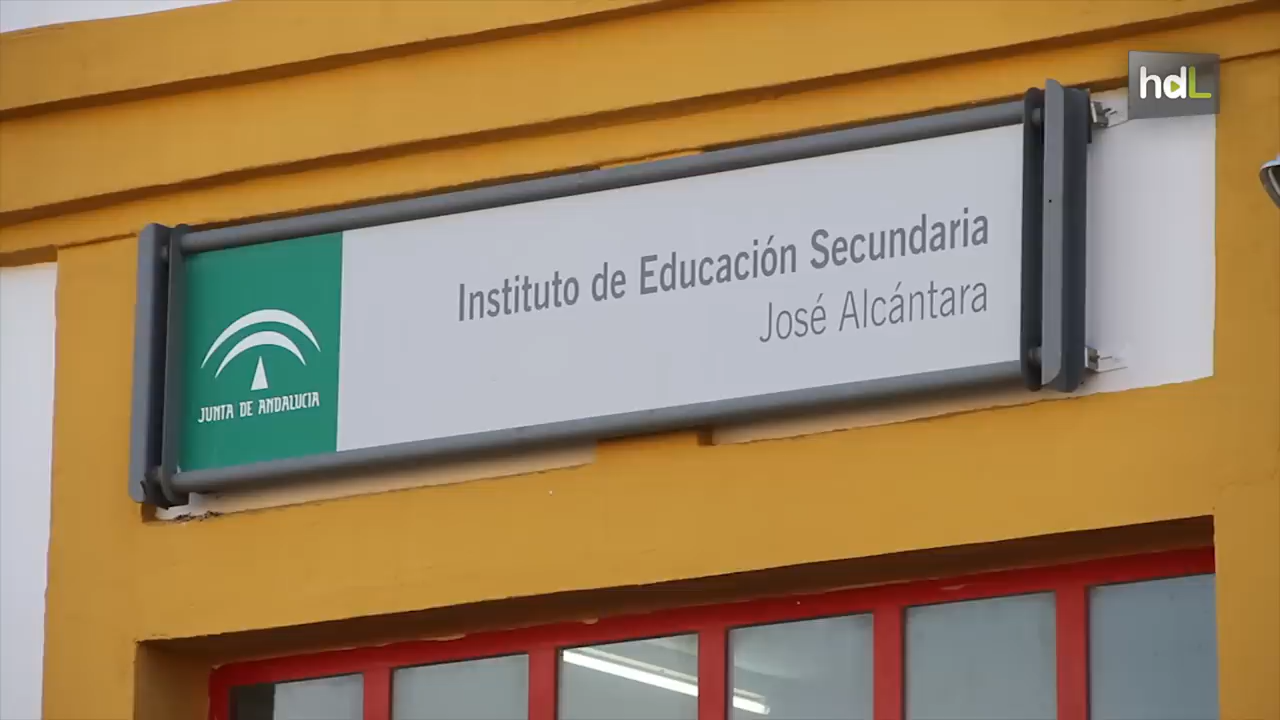 hdL
Instituto de Educación Secundaria
José Alcántara
JUNTA DE ANDALUCIA